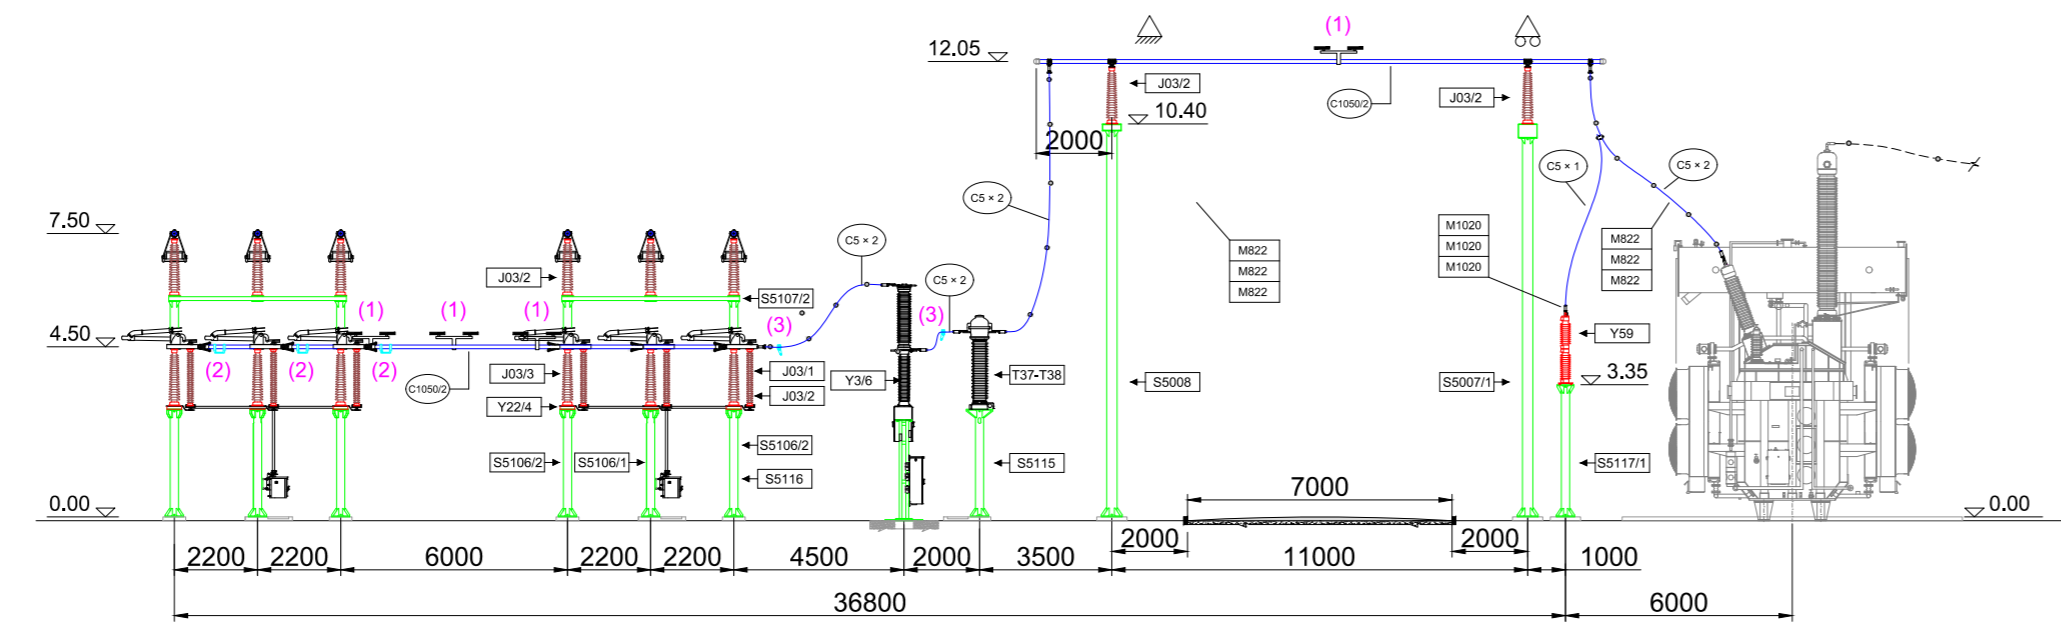 (1)
12.05
J03/2
C1050/2
J03/2
10.40
2000
C5 × 2
C5 × 1
C5 × 2
7.50
M1020
M1020
M1020
M822
M822
M822
M822
M822
M822
C5 × 2
J03/2
C5 × 2
S5107/2
(1)
(1)
(1)
(3)
(3)
4.50
Y59
(2)
(2)
(2)
C1050/2
J03/3
J03/1
Y3/6
T37-T38
S5008
S5007/1
3.35
J03/2
Y22/4
S5106/2
S5106/2
S5106/1
S5116
S5115
S5117/1
7000
0.00
0.00
2200
2200
6000
2200
2200
4500
2000
3500
2000
11000
2000
1000
36800
6000